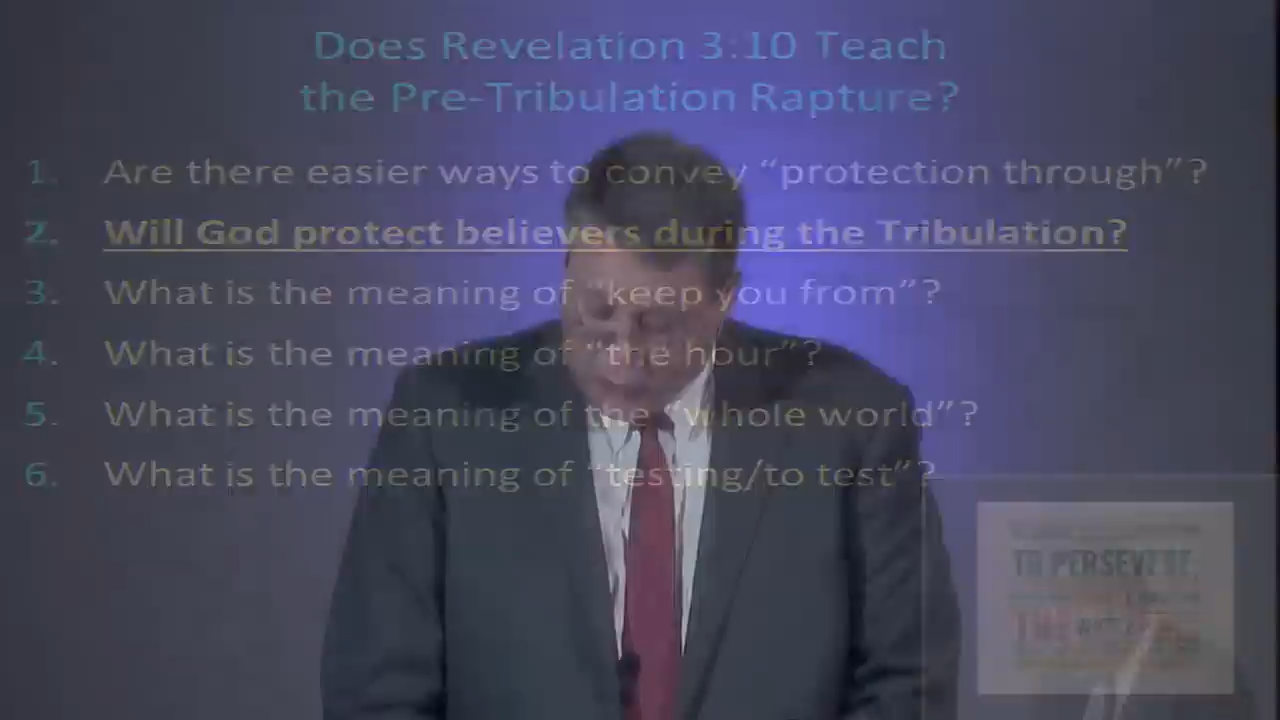 Does Revelation 3:10 Teach
the Pre-Tribulation Rapture?
1. Are there easier ways to convey “protection through”?
2. Will God protect believers during the Tribulation?
3. What is the meaning of “keep you from”?
4. What is the meaning of “the hour”?
5. What is the meaning of the “whole world”?
6. What is the meaning of “testing/to test”?
TO PERSEVERE,